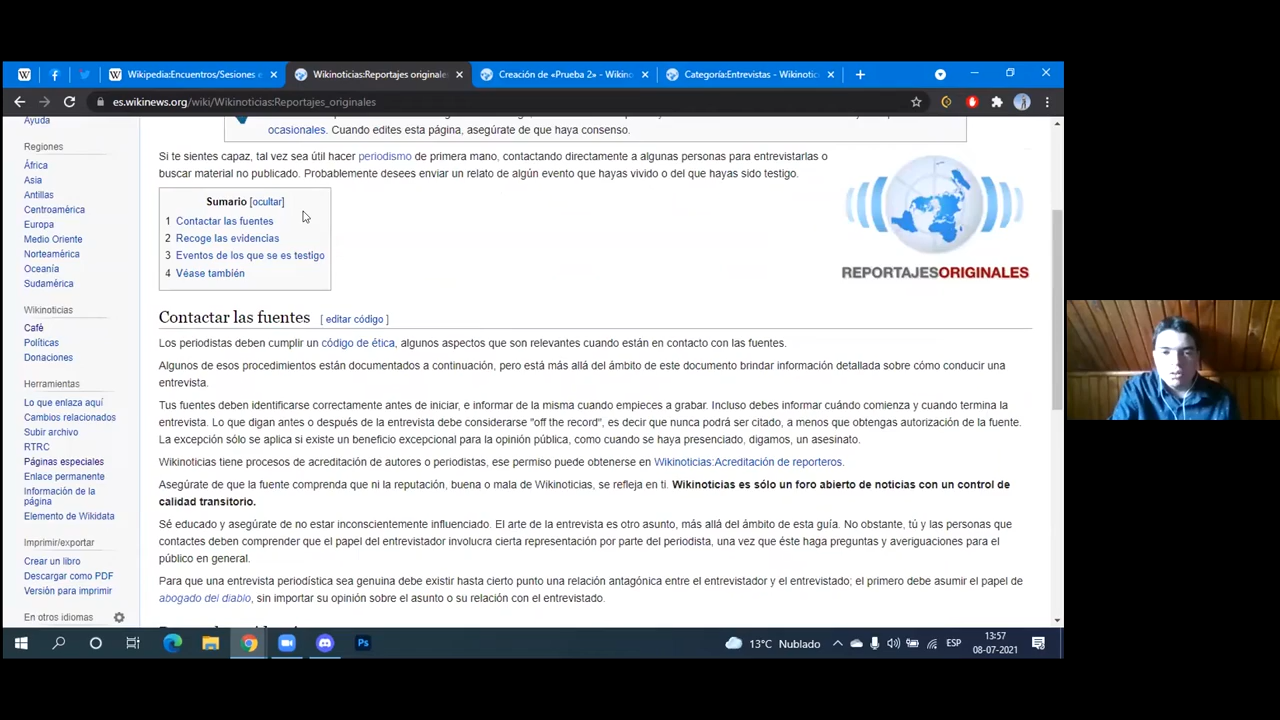 Wikipedia:Encuentros/Sesiones e
Wikinoticias:Reportajes originale
Creación de «Prueba 2» - Wikino
Categoría:Entrevistas - Wikinotic
es.wikinews.org/wiki/Wikinoticias:Reportajes_originales
Ayuda
Regiones
África
Asia
Antillas
Centroamérica
Europa
Medio Oriente
Norteamérica
Oceanía
Sudamérica
Wikinoticias
Café
Políticas
Donaciones
Herramientas
Lo que enlaza aquí
Cambios relacionados
Subir archivo
RTRC
Páginas especiales
Enlace permanente
Información de la
página
Elemento de Wikidata
Imprimir/exportar
Crear un libro
Descargar como PDF
Versión para imprimir
En otros idiomas
ocasionales. Cuando edites esta página, asegúrate de que haya consenso.
Si te sientes capaz, tal vez sea útil hacer periodismo de primera mano, contactando directamente a algunas personas para entrevistarlas o
buscar material no publicado. Probablemente desees enviar un relato de algún evento que hayas vivido o del que hayas sido testigo.
REPORTAJESORIGINALES
Sumario [ocultar]
1 Contactar las fuentes
2 Recoge las evidencias
3 Eventos de los que se es testigo
4 Véase también
Contactar las fuentes [ editar código ]
Los periodistas deben cumplir un código de ética, algunos aspectos que son relevantes cuando están en contacto con las fuentes.
Algunos de esos procedimientos están documentados a continuación, pero está más allá del ámbito de este documento brindar información detallada sobre cómo conducir una
entrevista.
Tus fuentes deben identificarse correctamente antes de iniciar, e informar de la misma cuando empieces a grabar. Incluso debes informar cuándo comienza y cuando termina la
entrevista. Lo que digan antes o después de la entrevista debe considerarse "off the record", es decir que nunca podrá ser citado, a menos que obtengas autorización de la fuente.
La excepción sólo se aplica si existe un beneficio excepcional para la opinión pública, como cuando se haya presenciado, digamos, un asesinato.
Wikinoticias tiene procesos de acreditación de autores o periodistas, ese permiso puede obtenerse en Wikinoticias:Acreditación de reporteros.
Asegúrate de que la fuente comprenda que ni la reputación, buena o mala de Wikinoticias, se refleja en ti. Wikinoticias es sólo un foro abierto de noticias con un control de
calidad transitorio.
Sé educado y asegúrate de no estar inconscientemente influenciado. El arte de la entrevista es otro asunto, más allá del ámbito de esta guía. No obstante, tú y las personas que
contactes deben comprender que el papel del entrevistador involucra cierta representación por parte del periodista, una vez que éste haga preguntas y averiguaciones para el
público en general.
Para que una entrevista periodística sea genuina debe existir hasta cierto punto una relación antagónica entre el entrevistador y el entrevistado; el primero debe asumir el papel de
abogado del diablo, sin importar su opinión sobre el asunto o su relación con el entrevistado.
Ps
13°C Nublado
ESP
13:57
08-07-2021